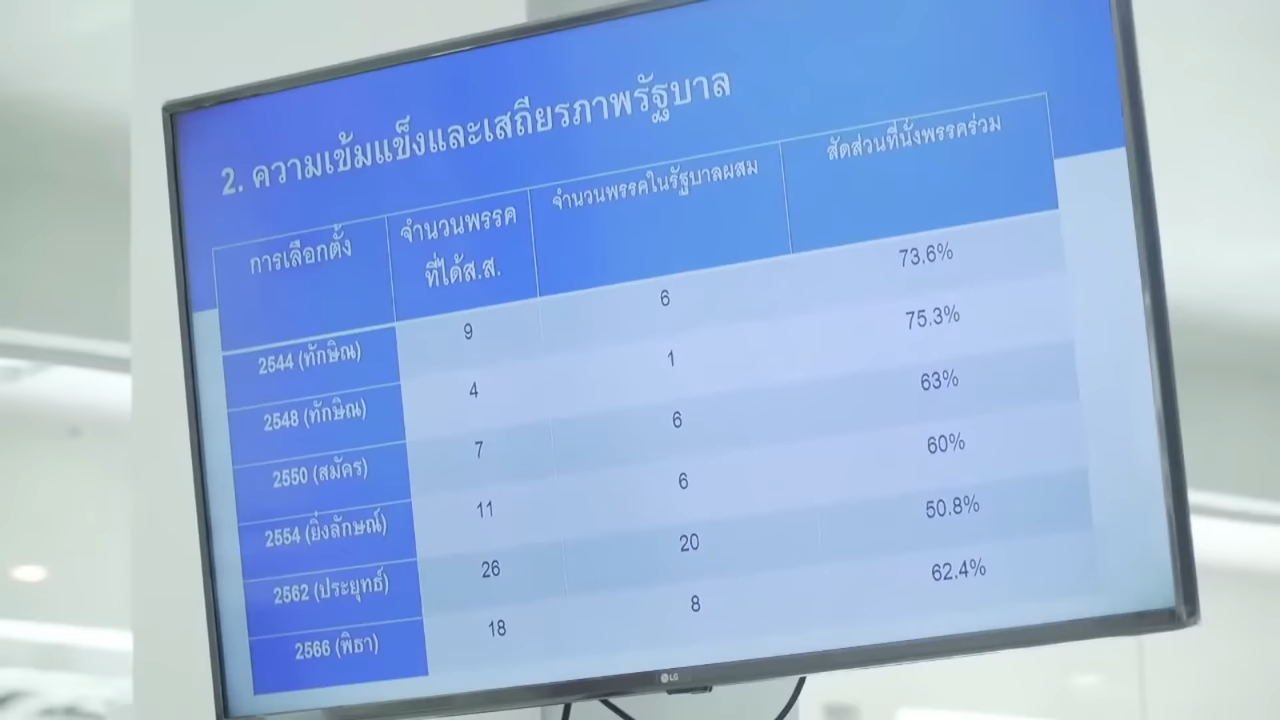 2. ความเข้มแข็งและเสถียรภาพรัฐบาล
การเลือกตั้ง จำนวนพรรค จำนวนพรรคในรัฐบาลผสม สัดส่วนที่นั่งพรรคร่วม
ที่ได้ส.ส.
2544 (ทักษิณ) 9 6 73.6%
2548 (ทักษิณ) 4 1 75.3%
2550 (สมัคร) 7 6 63%
2554 (ยิ่งลักษณ์) 11 6 60%
2562 (ประยุทธ์) 26 20 50.8%
2566 (พิธา) 18 8 62.4%
LG